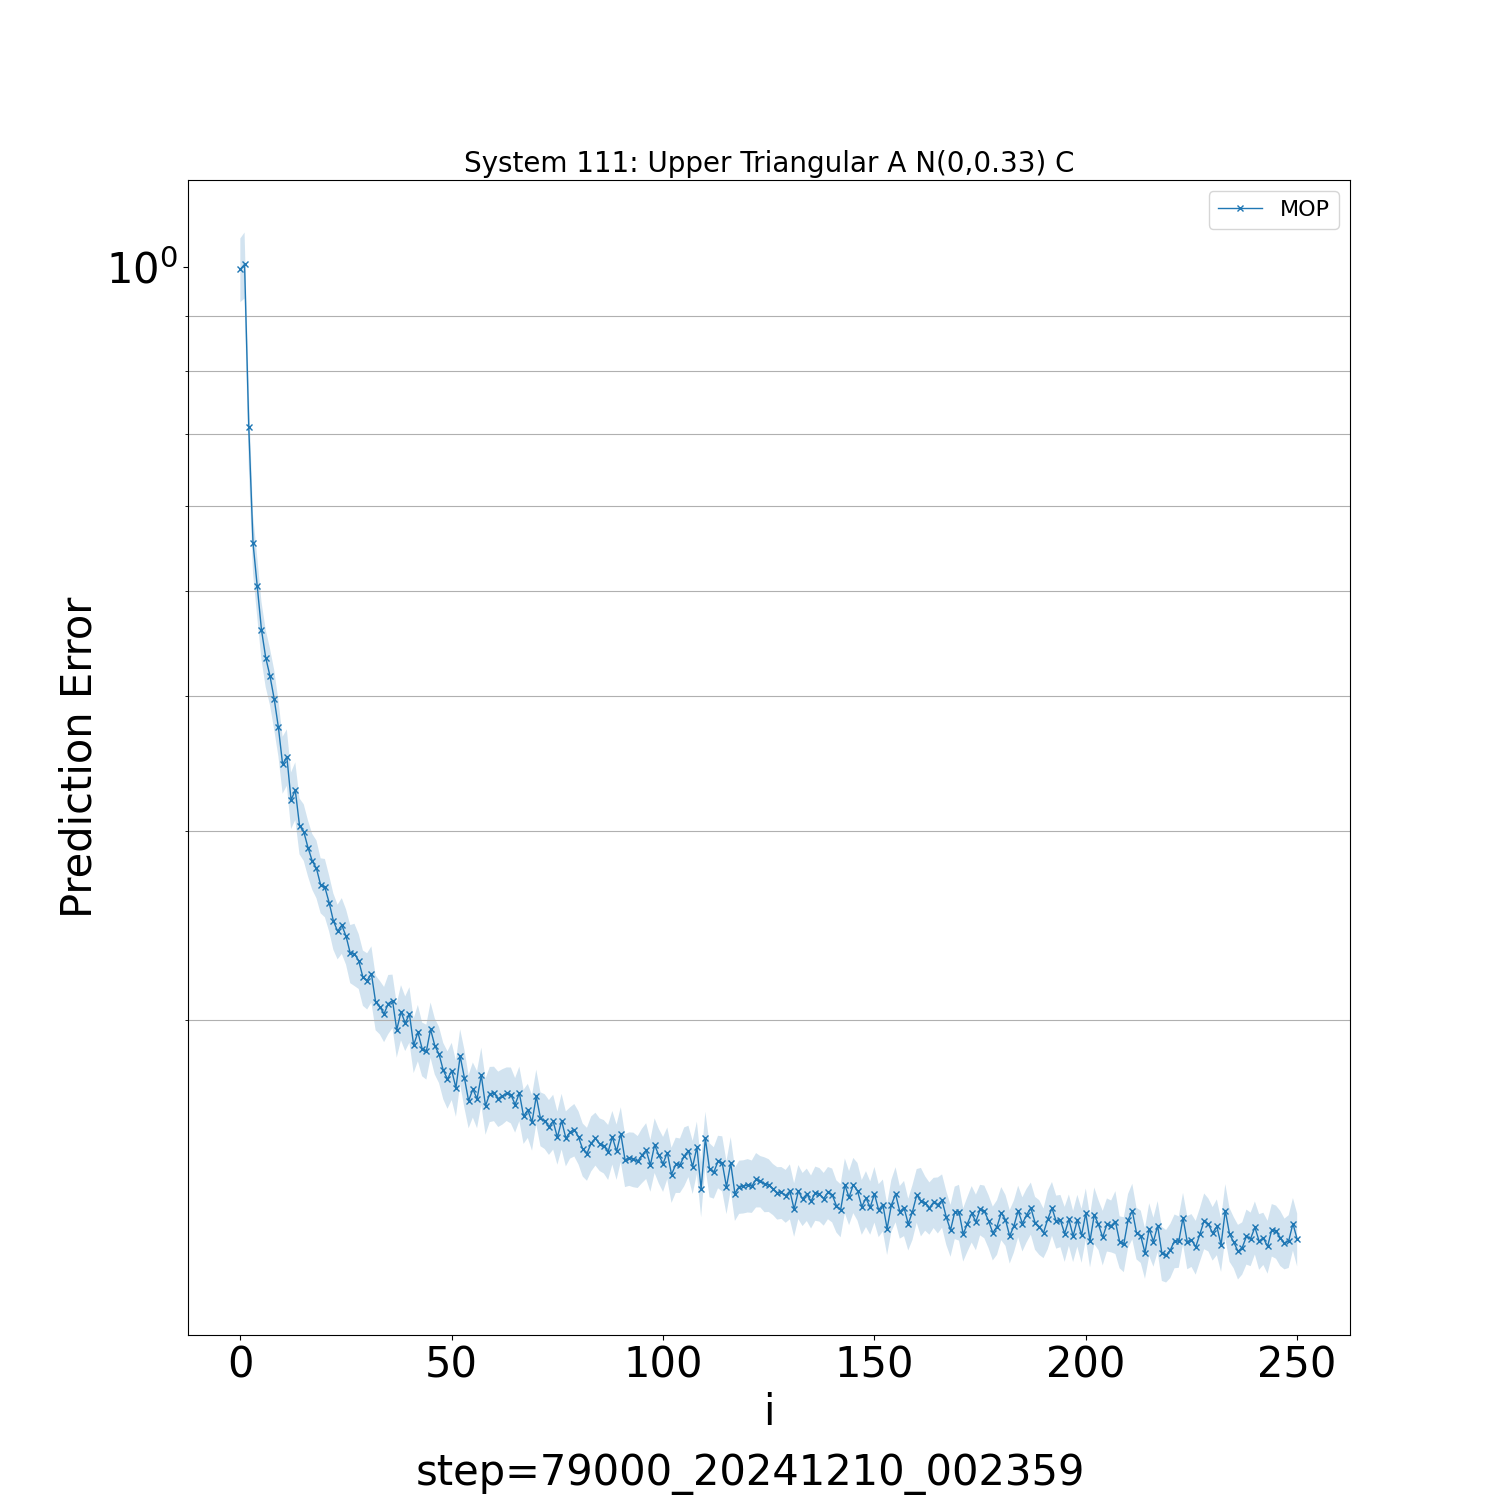 System 111: Upper Triangular A N(0,0.33) C
MOP
10⁰
Prediction Error
0 50 100 150 200 250
i
step=79000_20241210_002359